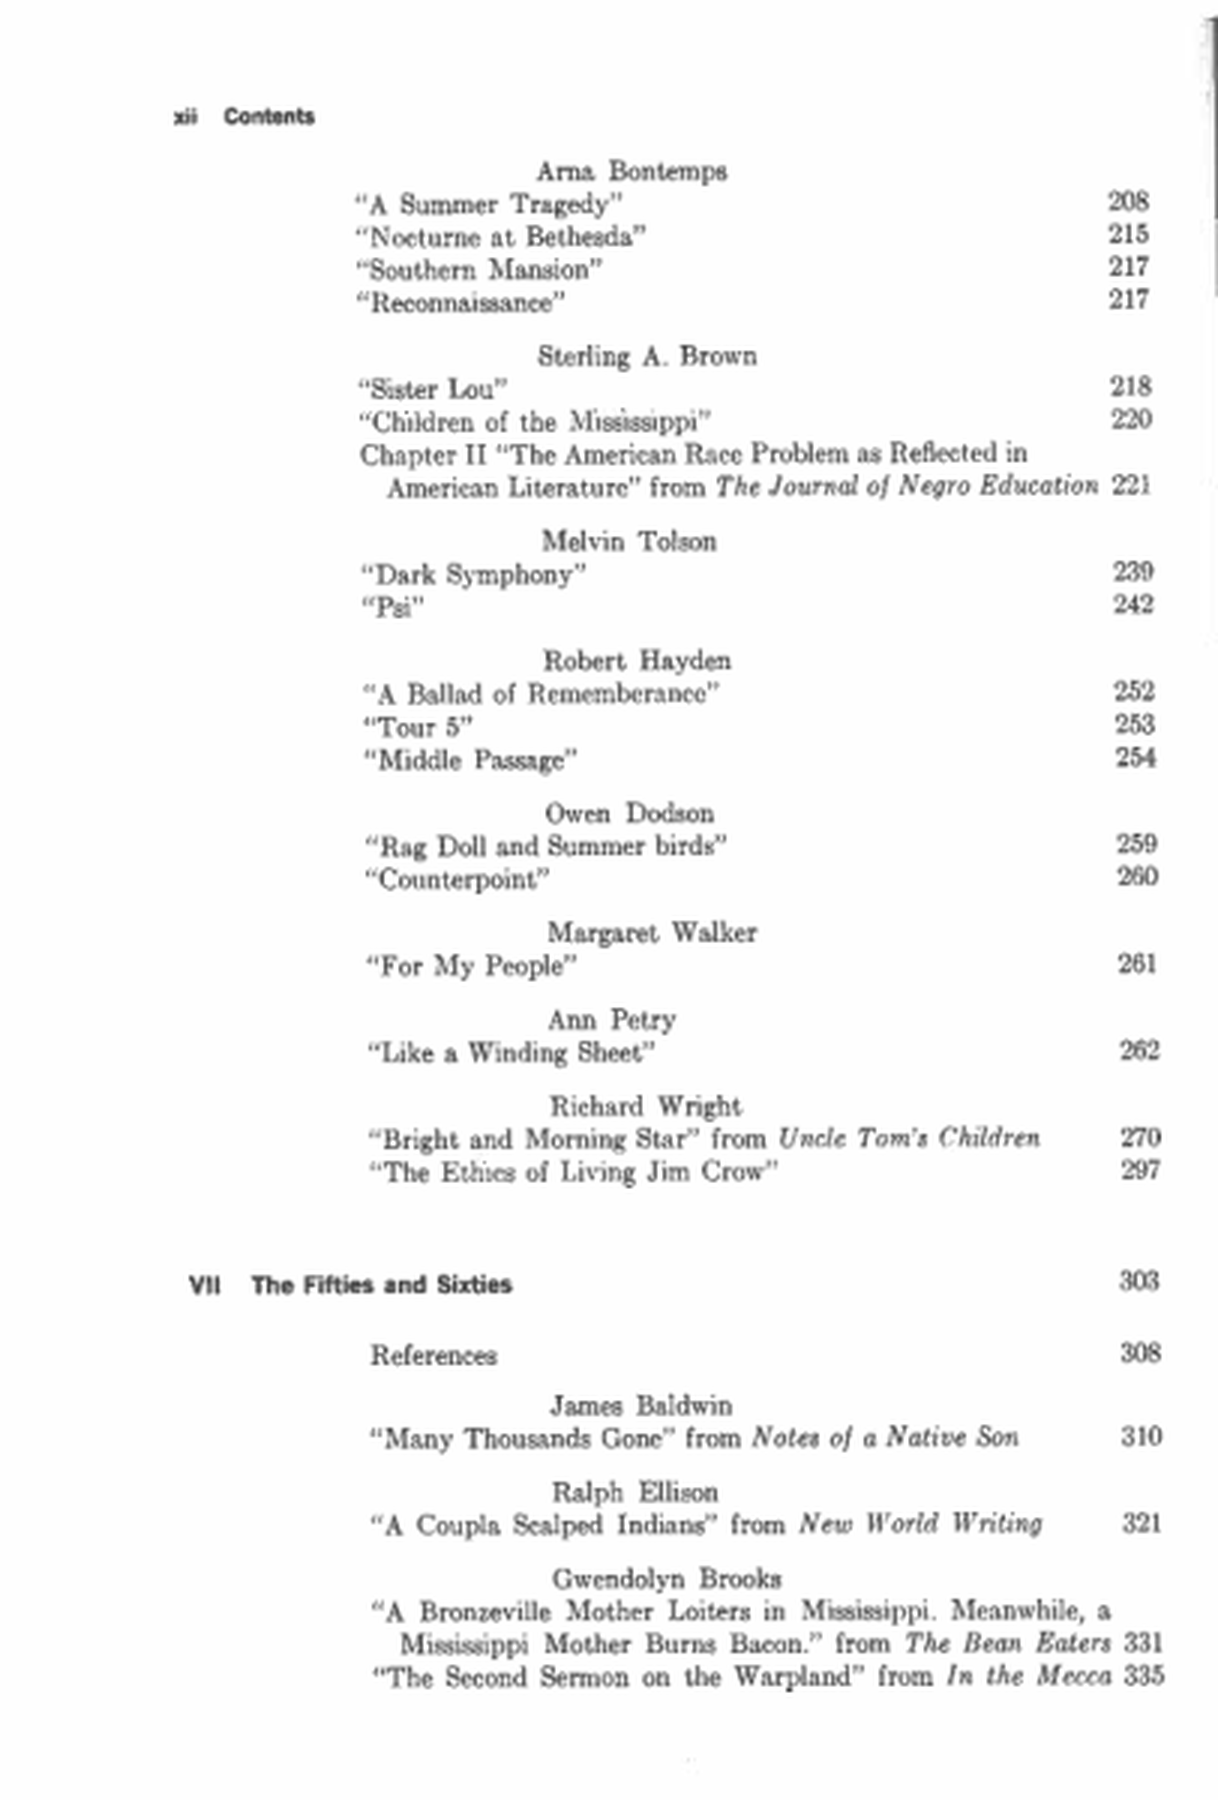 xii Contents
Arna Bontemps
“A Summer Tragedy” 208
“Nocturne at Bethesda” 215
“Southern Mansion” 217
“Reconnaissance” 217
Sterling A. Brown
“Sister Lou” 218
“Children of the Mississippi” 220
Chapter II “The American Race Problem as Reflected in
American Literature” from The Journal of Negro Education 221
Melvin Tolson
“Dark Symphony” 239
“Psi” 242
Robert Hayden
“A Ballad of Rememberance” 252
“Tour 5” 253
“Middle Passage” 254
Owen Dodson
“Rag Doll and Summer birds” 259
“Counterpoint” 260
Margaret Walker
“For My People” 261
Ann Petry
“Like a Winding Sheet” 262
Richard Wright
“Bright and Morning Star” from Uncle Tom's Children 270
“The Ethics of Living Jim Crow” 297
VII The Fifties and Sixties 303
References 308
James Baldwin
“Many Thousands Gone” from Notes of a Native Son 310
Ralph Ellison
“A Coupla Scalped Indians” from New World Writing 321
Gwendolyn Brooks
“A Bronzeville Mother Loiters in Mississippi. Meanwhile, a
Mississippi Mother Burns Bacon.” from The Bean Eaters 331
“The Second Sermon on the Warpland” from In the Mecca 335